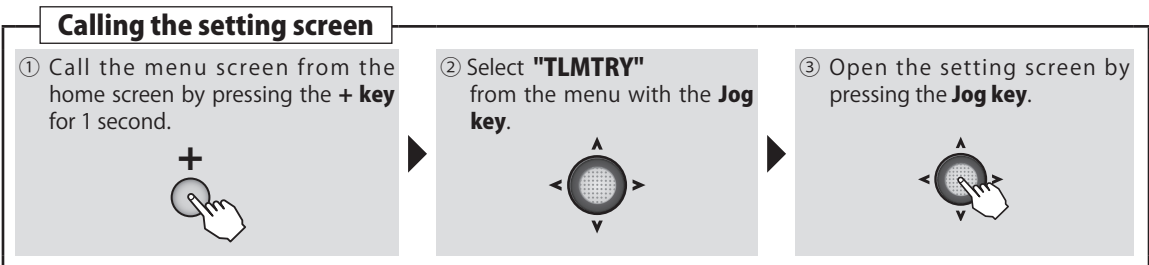 Calling the setting screen
① Call the menu screen from the
home screen by pressing the + key
for 1 second.
+
② Select "TLMTRY"
from the menu with the Jog
key.
③ Open the setting screen by
pressing the Jog key.